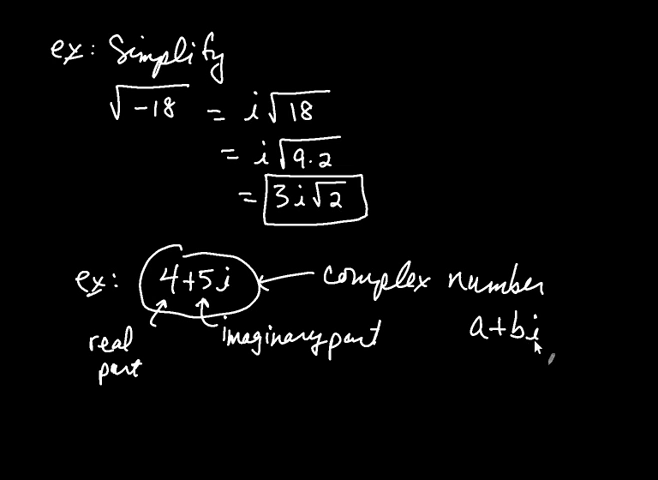 ex: Simplify
√-18 = i√18
= i√9·2
= 3i√2
ex: 4+5i ← complex number
real part
imaginary part
a+bi